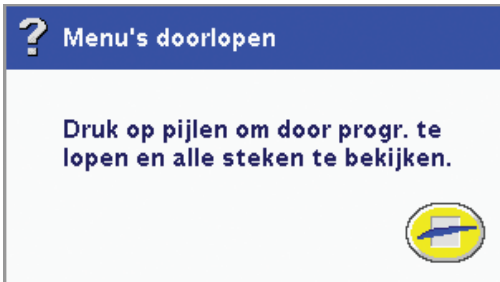 ? Menu's doorlopen
Druk op pijlen om door progr. te
lopen en alle steken te bekijken.